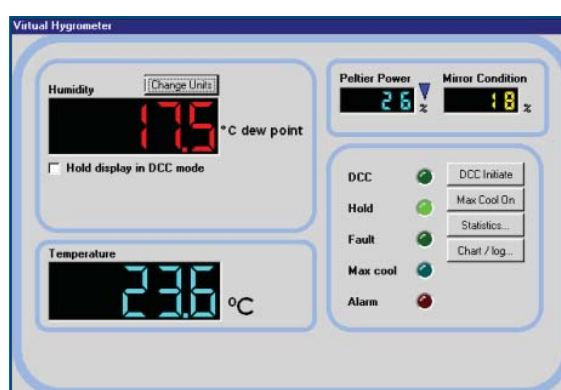 Virtual Hygrometer
Humidity
Change Units
17.5 °C dew point
Hold display in DCC mode
Temperature
23.6 °C
Peltier Power
26 %
Mirror Condition
18 %
DCC
DCC Initiate
Hold
Max Cool On
Fault
Statistics...
Chart / log...
Max cool
Alarm